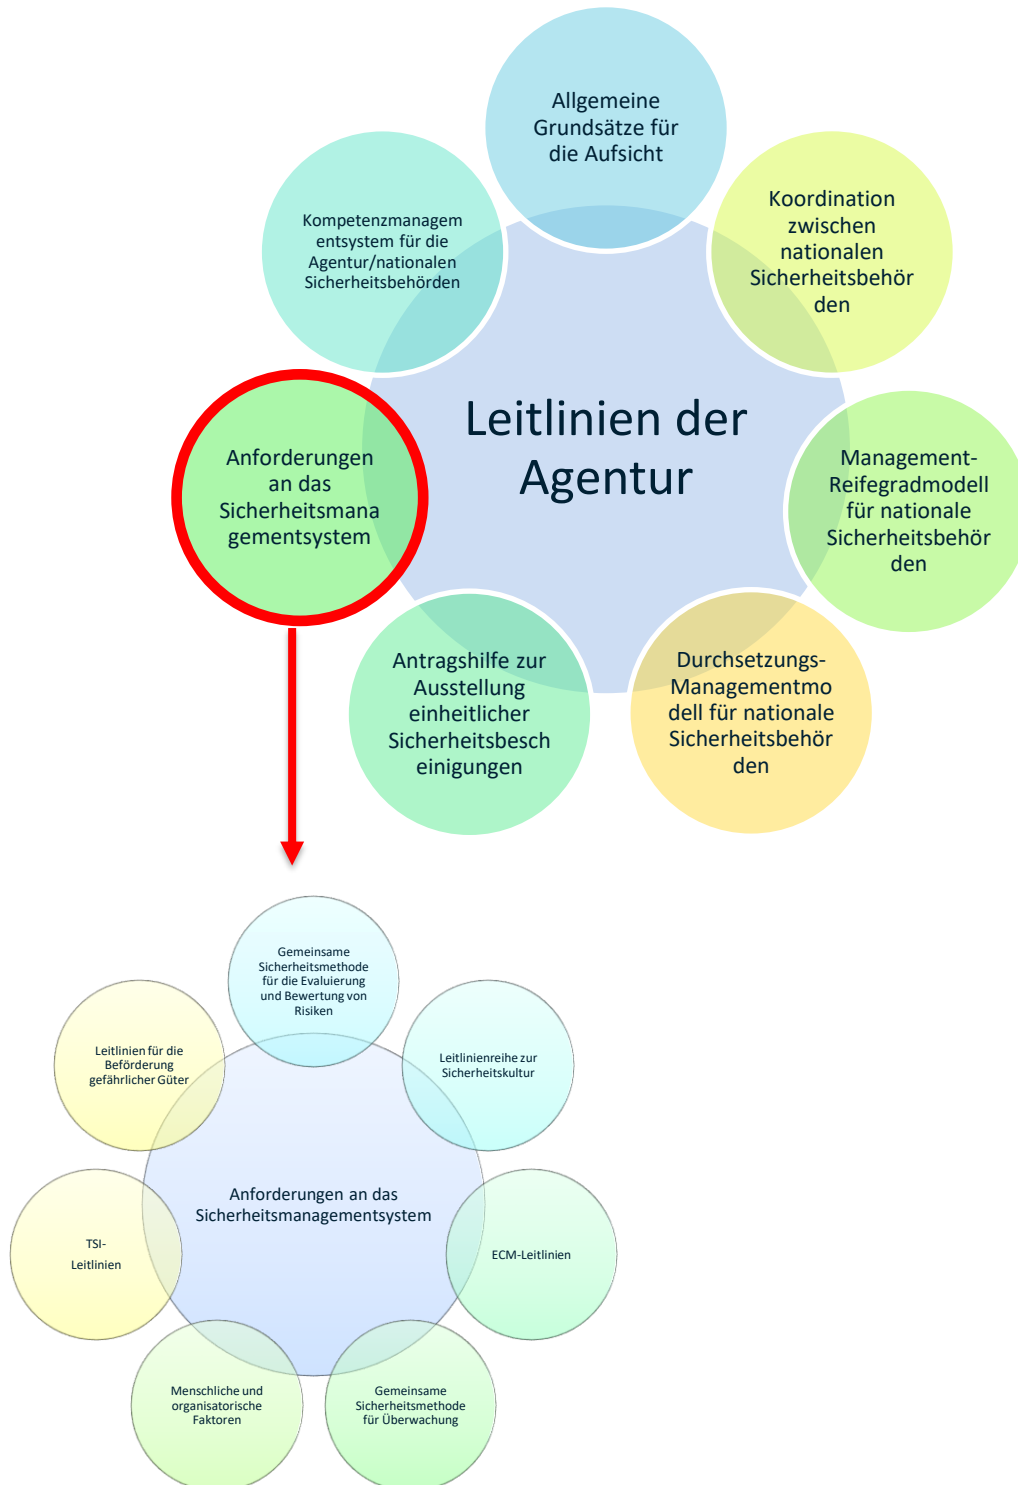 Allgemeine
Grundsätze für
die Aufsicht
Koordination
zwischen
nationalen
Sicherheitsbehör
den
Kompetenzmanagem
entsystem für die
Agentur/nationalen
Sicherheitsbehörden
Leitlinien der
Agentur
Anforderungen
an das
Sicherheitsmana
gementsystem
Management-
Reifegradmodell
für nationale
Sicherheitsbehör
den
Antragshilfe zur
Ausstellung
einheitlicher
Sicherheitsbesch
einigungen
Durchsetzungs-
Managementmo
dell für nationale
Sicherheitsbehör
den
Gemeinsame
Sicherheitsmethode
für die Evaluierung
und Bewertung von
Risiken
Leitlinien für die
Beförderung
gefährlicher Güter
Leitlinienreihe zur
Sicherheitskultur
Anforderungen an das
Sicherheitsmanagementsystem
TSI-
Leitlinien
ECM-Leitlinien
Menschliche und
organisatorische
Faktoren
Gemeinsame
Sicherheitsmethode
für Überwachung